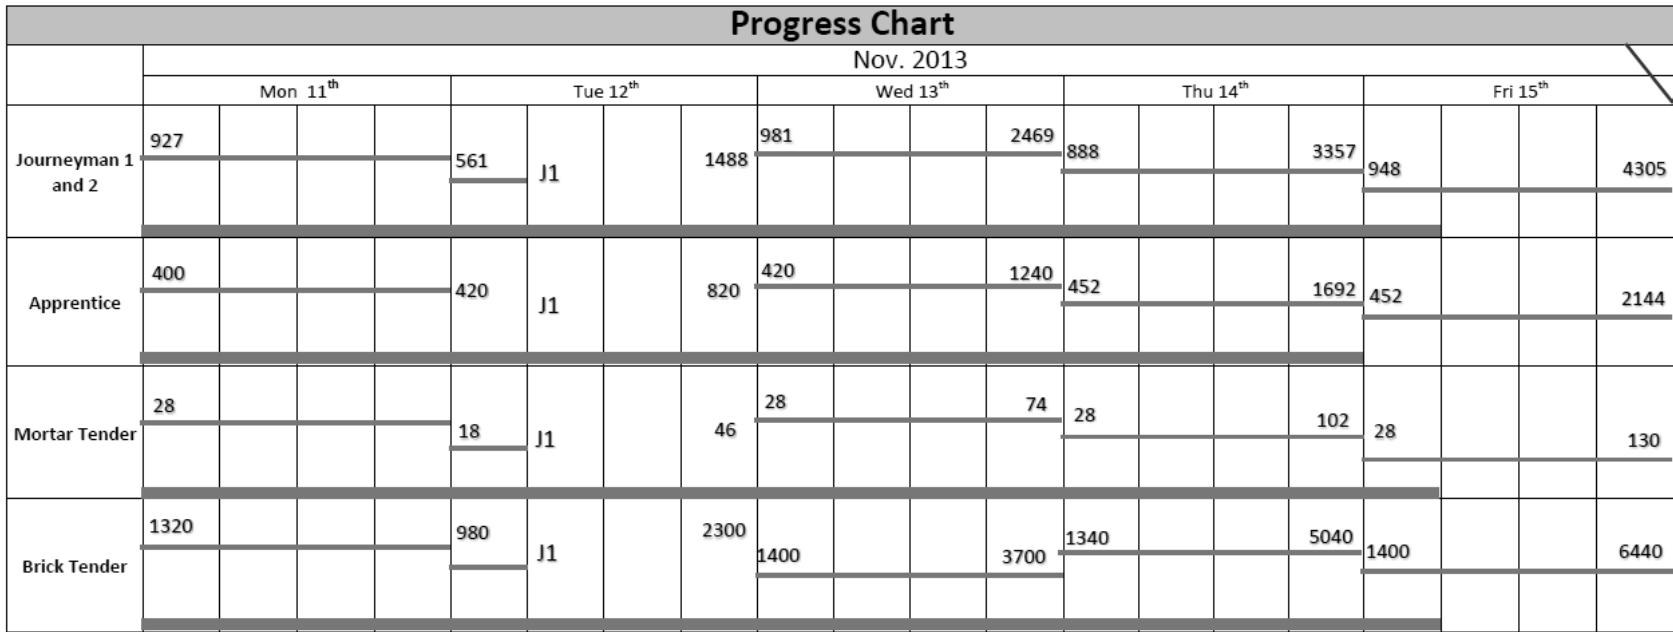 Progress Chart
Nov. 2013
Mon 11th Tue 12th Wed 13th Thu 14th Fri 15th
Journeyman 1 and 2
927 561 J1 1488 981 2469 888 3357 948 4305
Apprentice
400 420 J1 820 420 1240 452 1692 452 2144
Mortar Tender
28 18 J1 46 28 74 28 102 28 130
Brick Tender
1320 980 J1 2300 1400 3700 1340 5040 1400 6440